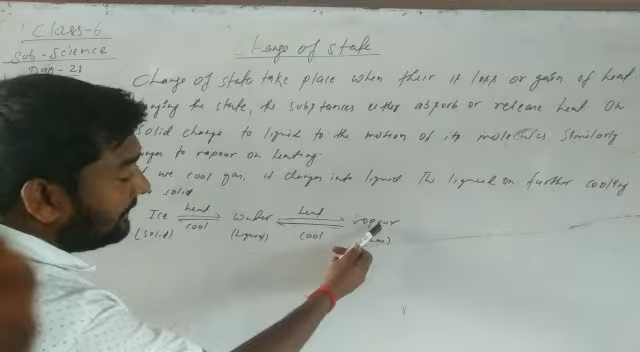 Class-6
Sub-Science
Day-21
Change of state
Change of state take place when their is loss or gain of heat
changing the state, the substances either absorb or release heat On
solid change to liquid to the motion of its molecules, Similarly
to vapour on heating.
we cool gas, it changes into liquid The liquid on further cooling
solid
Ice heat cool Water heat cool vapour
(Solid) (liquid)